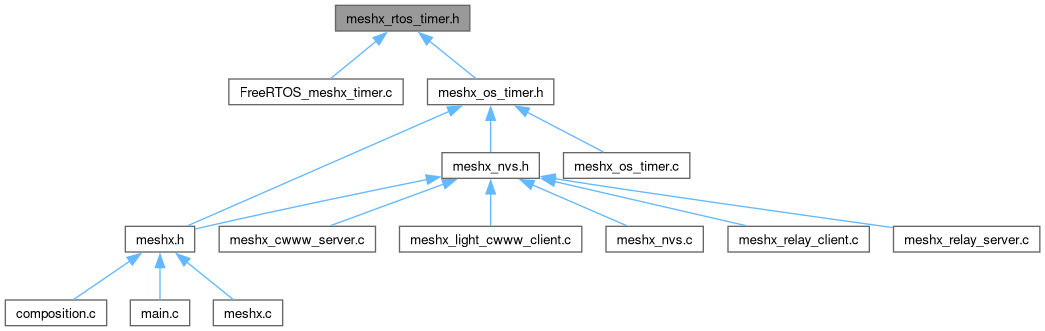 meshx_rtos_timer.h
FreeRTOS_meshx_timer.c
meshx_os_timer.h
meshx_nvs.h
meshx_os_timer.c
meshx.h
meshx_cwww_server.c
meshx_light_cwww_client.c
meshx_nvs.c
meshx_relay_client.c
meshx_relay_server.c
composition.c
main.c
meshx.c